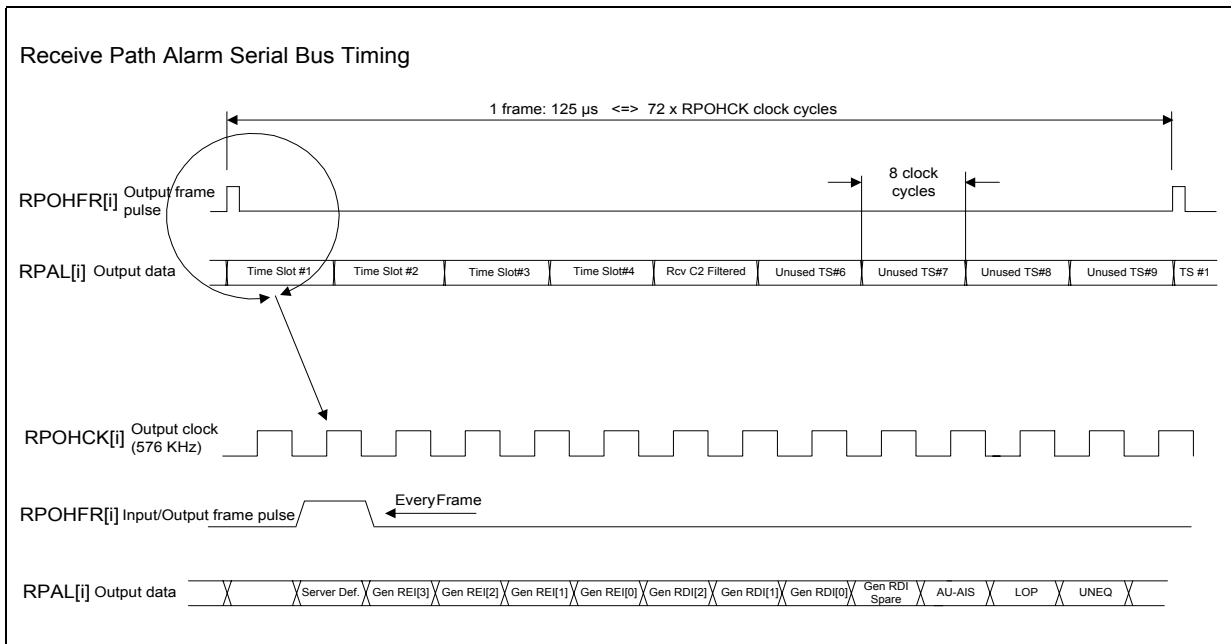 Receive Path Alarm Serial Bus Timing
1 frame: 125 µs <=> 72 x RPOHCK clock cycles
8 clock
cycles
RPOHFR[i] Output frame
pulse
RPAL[i] Output data
Time Slot #1 Time Slot #2 Time Slot#3 Time Slot#4 Rcv C2 Filtered Unused TS#6 Unused TS#7 Unused TS#8 Unused TS#9 TS #1
RPOHCK[i] Output clock
(576 KHz)
EveryFrame
RPOHFR[i] Input/Output frame pulse
RPAL[i] Output data
Server Def. Gen REI[3] Gen REI[2] Gen REI[1] Gen REI[0] Gen RDI[2] Gen RDI[1] Gen RDI[0] Gen RDI
Spare AU-AIS LOP UNEQ